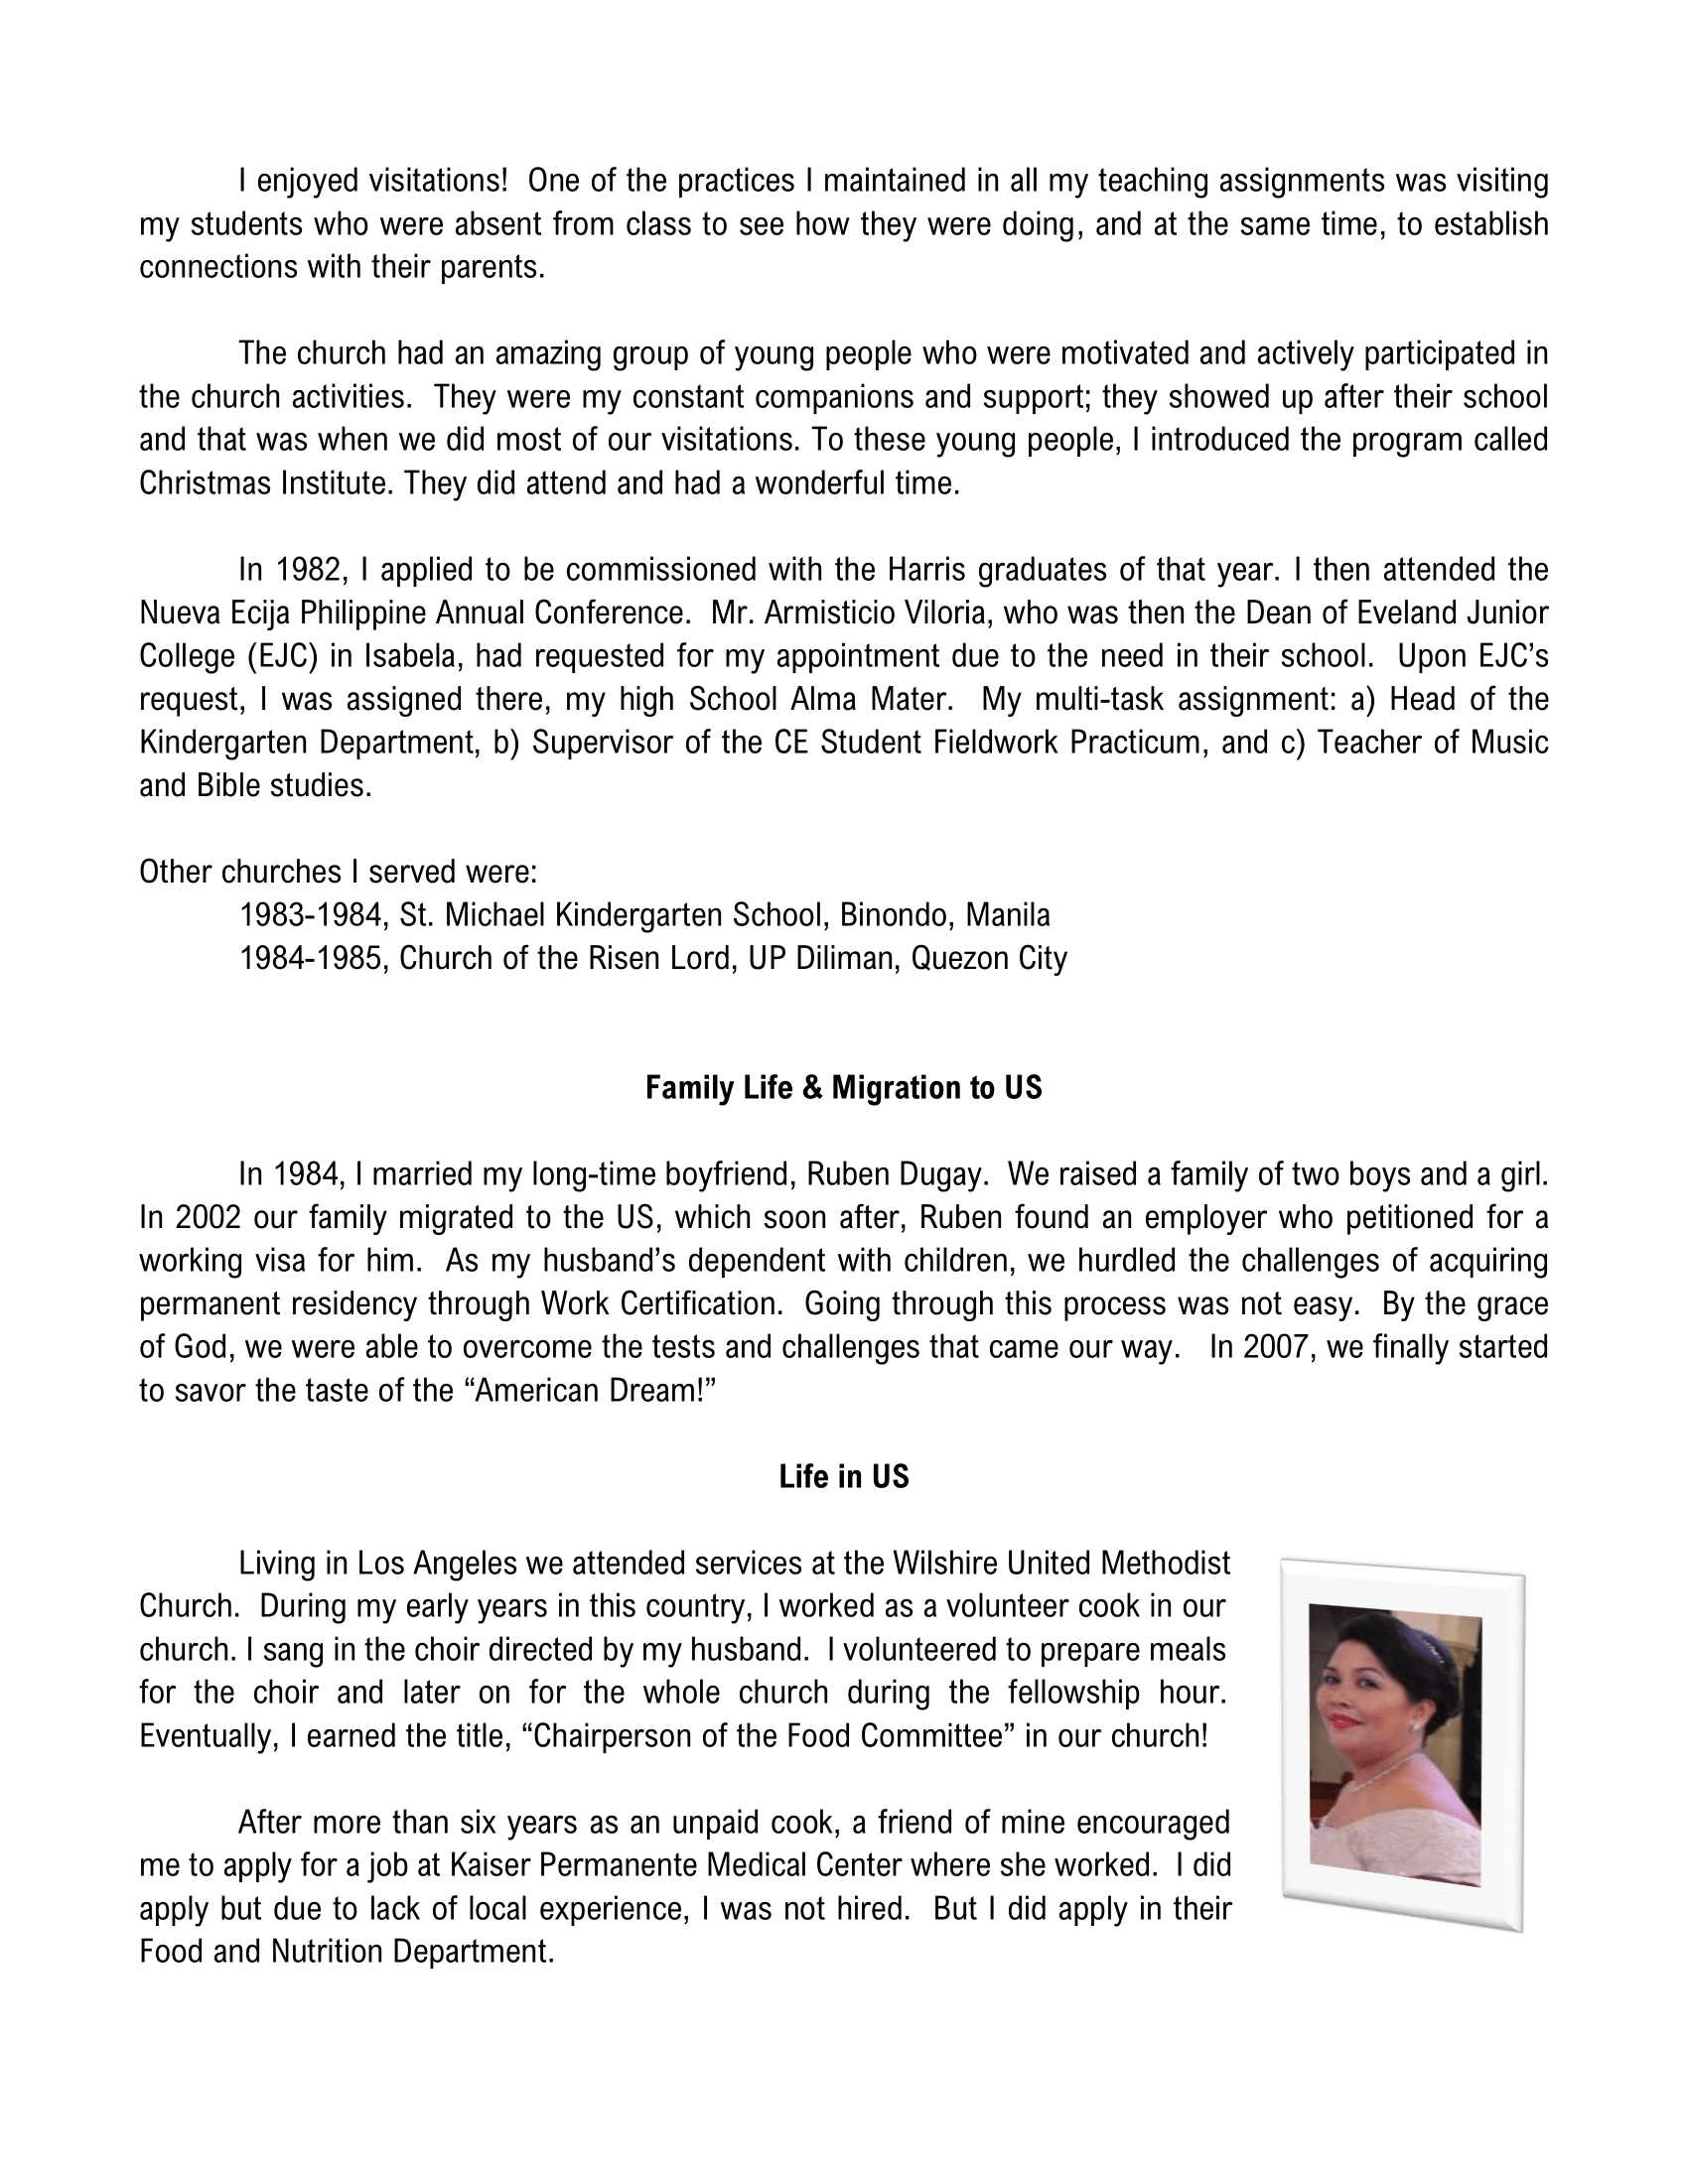 I enjoyed visitations!  One of the practices I maintained in all my teaching assignments was visiting
my students who were absent from class to see how they were doing, and at the same time, to establish
connections with their parents.
The church had an amazing group of young people who were motivated and actively participated in
the church activities.  They were my constant companions and support; they showed up after their school
and that was when we did most of our visitations. To these young people, I introduced the program called
Christmas Institute. They did attend and had a wonderful time.
In 1982, I applied to be commissioned with the Harris graduates of that year. I then attended the
Nueva Ecija Philippine Annual Conference.  Mr. Armisticio Viloria, who was then the Dean of Eveland Junior
College (EJC) in Isabela, had requested for my appointment due to the need in their school.  Upon EJC’s
request, I was assigned there, my high School Alma Mater.  My multi-task assignment: a) Head of the
Kindergarten Department, b) Supervisor of the CE Student Fieldwork Practicum, and c) Teacher of Music
and Bible studies.
Other churches I served were:
1983-1984, St. Michael Kindergarten School, Binondo, Manila
1984-1985, Church of the Risen Lord, UP Diliman, Quezon City
Family Life & Migration to US
In 1984, I married my long-time boyfriend, Ruben Dugay.  We raised a family of two boys and a girl.
In 2002 our family migrated to the US, which soon after, Ruben found an employer who petitioned for a
working visa for him.  As my husband’s dependent with children, we hurdled the challenges of acquiring
permanent residency through Work Certification.  Going through this process was not easy.  By the grace
of God, we were able to overcome the tests and challenges that came our way.   In 2007, we finally started
to savor the taste of the “American Dream!”
Life in US
Living in Los Angeles we attended services at the Wilshire United Methodist
Church.  During my early years in this country, I worked as a volunteer cook in our
church. I sang in the choir directed by my husband.  I volunteered to prepare meals
for the choir and later on for the whole church during the fellowship hour.
Eventually, I earned the title, “Chairperson of the Food Committee” in our church!
After more than six years as an unpaid cook, a friend of mine encouraged
me to apply for a job at Kaiser Permanente Medical Center where she worked.  I did
apply but due to lack of local experience, I was not hired.  But I did apply in their
Food and Nutrition Department.